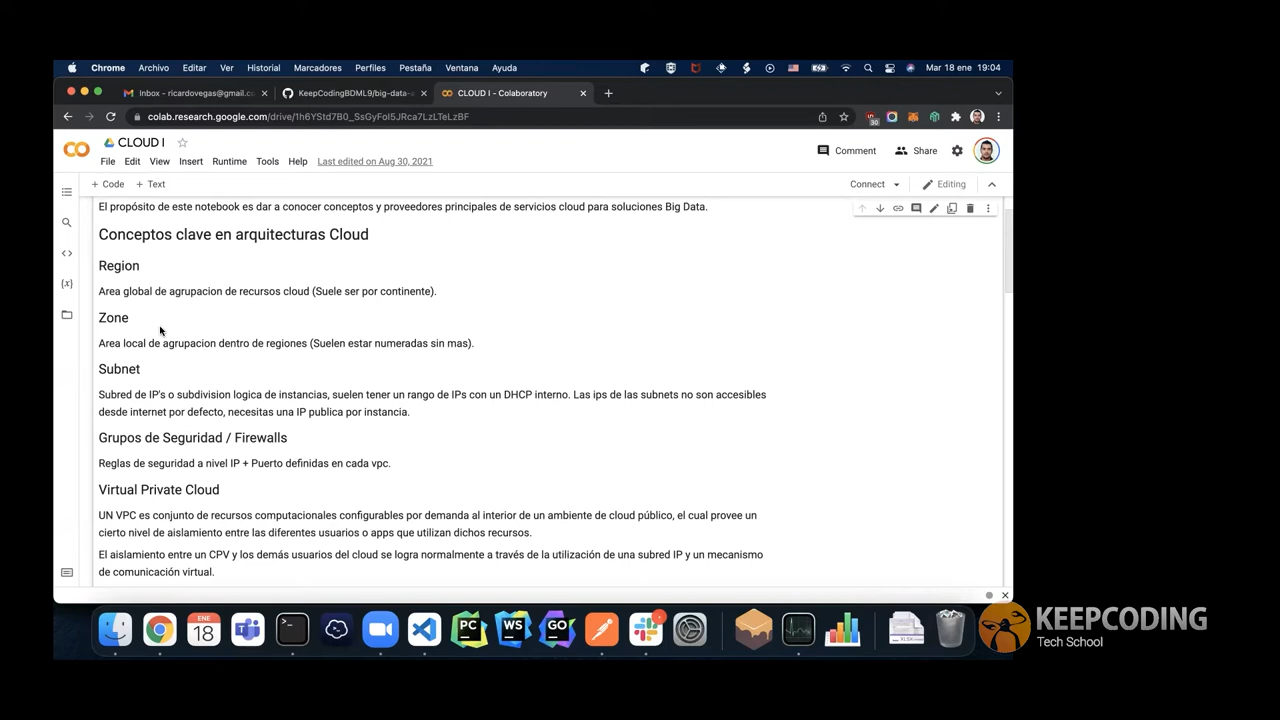 Chrome Archivo Editar Ver Historial Marcadores Perfiles Pestaña Ventana Ayuda Mar 18 ene 19:04
Inbox - ricardovegas@gmail.co KeepCodingBDML9/big-data-a CLOUD I - Colaboratory
colab.research.google.com/drive/1h6YStd7B0_SsGyFoI5JRca7LzLTeLzBF
30
CLOUD I
File Edit View Insert Runtime Tools Help Last edited on Aug 30, 2021
Comment Share
+ Code + Text Connect Editing
El propósito de este notebook es dar a conocer conceptos y proveedores principales de servicios cloud para soluciones Big Data.
Conceptos clave en arquitecturas Cloud
Region
Area global de agrupacion de recursos cloud (Suele ser por continente).
Zone
Area local de agrupacion dentro de regiones (Suelen estar numeradas sin mas).
Subnet
Subred de IP's o subdivision logica de instancias, suelen tener un rango de IPs con un DHCP interno. Las ips de las subnets no son accesibles
desde internet por defecto, necesitas una IP publica por instancia.
Grupos de Seguridad / Firewalls
Reglas de seguridad a nivel IP + Puerto definidas en cada vpc.
Virtual Private Cloud
UN VPC es conjunto de recursos computacionales configurables por demanda al interior de un ambiente de cloud público, el cual provee un
cierto nivel de aislamiento entre las diferentes usuarios o apps que utilizan dichos recursos.
El aislamiento entre un CPV y los demás usuarios del cloud se logra normalmente a través de la utilización de una subred IP y un mecanismo
de comunicación virtual.
ENE
18
PC
WS
GO
XLSX
KEEPCODING
Tech School